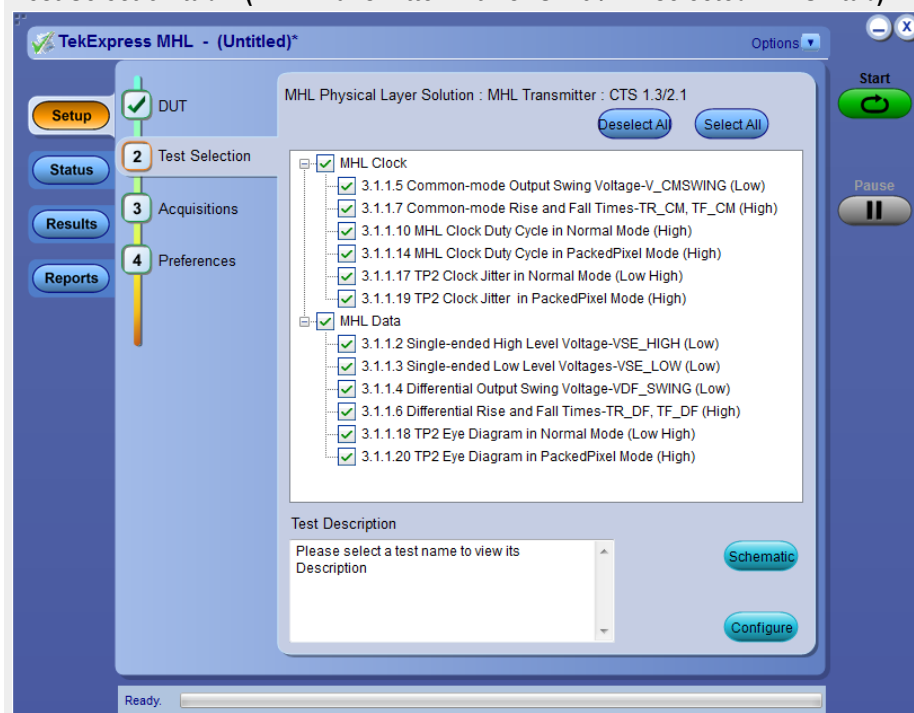 TekExpress MHL - (Untitled)*
Options
Start
Pause
Setup
Status
Results
Reports
DUT
2 Test Selection
3 Acquisitions
4 Preferences
MHL Physical Layer Solution : MHL Transmitter : CTS 1.3/2.1
Deselect All
Select All
MHL Clock
3.1.1.5 Common-mode Output Swing Voltage-V_CMSWING (Low)
3.1.1.7 Common-mode Rise and Fall Times-TR_CM, TF_CM (High)
3.1.1.10 MHL Clock Duty Cycle in Normal Mode (High)
3.1.1.14 MHL Clock Duty Cycle in PackedPixel Mode (High)
3.1.1.17 TP2 Clock Jitter in Normal Mode (Low High)
3.1.1.19 TP2 Clock Jitter in PackedPixel Mode (High)
MHL Data
3.1.1.2 Single-ended High Level Voltage-VSE_HIGH (Low)
3.1.1.3 Single-ended Low Level Voltages-VSE_LOW (Low)
3.1.1.4 Differential Output Swing Voltage-VDF_SWING (Low)
3.1.1.6 Differential Rise and Fall Times-TR_DF, TF_DF (High)
3.1.1.18 TP2 Eye Diagram in Normal Mode (Low High)
3.1.1.20 TP2 Eye Diagram in PackedPixel Mode (High)
Test Description
Please select a test name to view its
Description
Schematic
Configure
Ready.